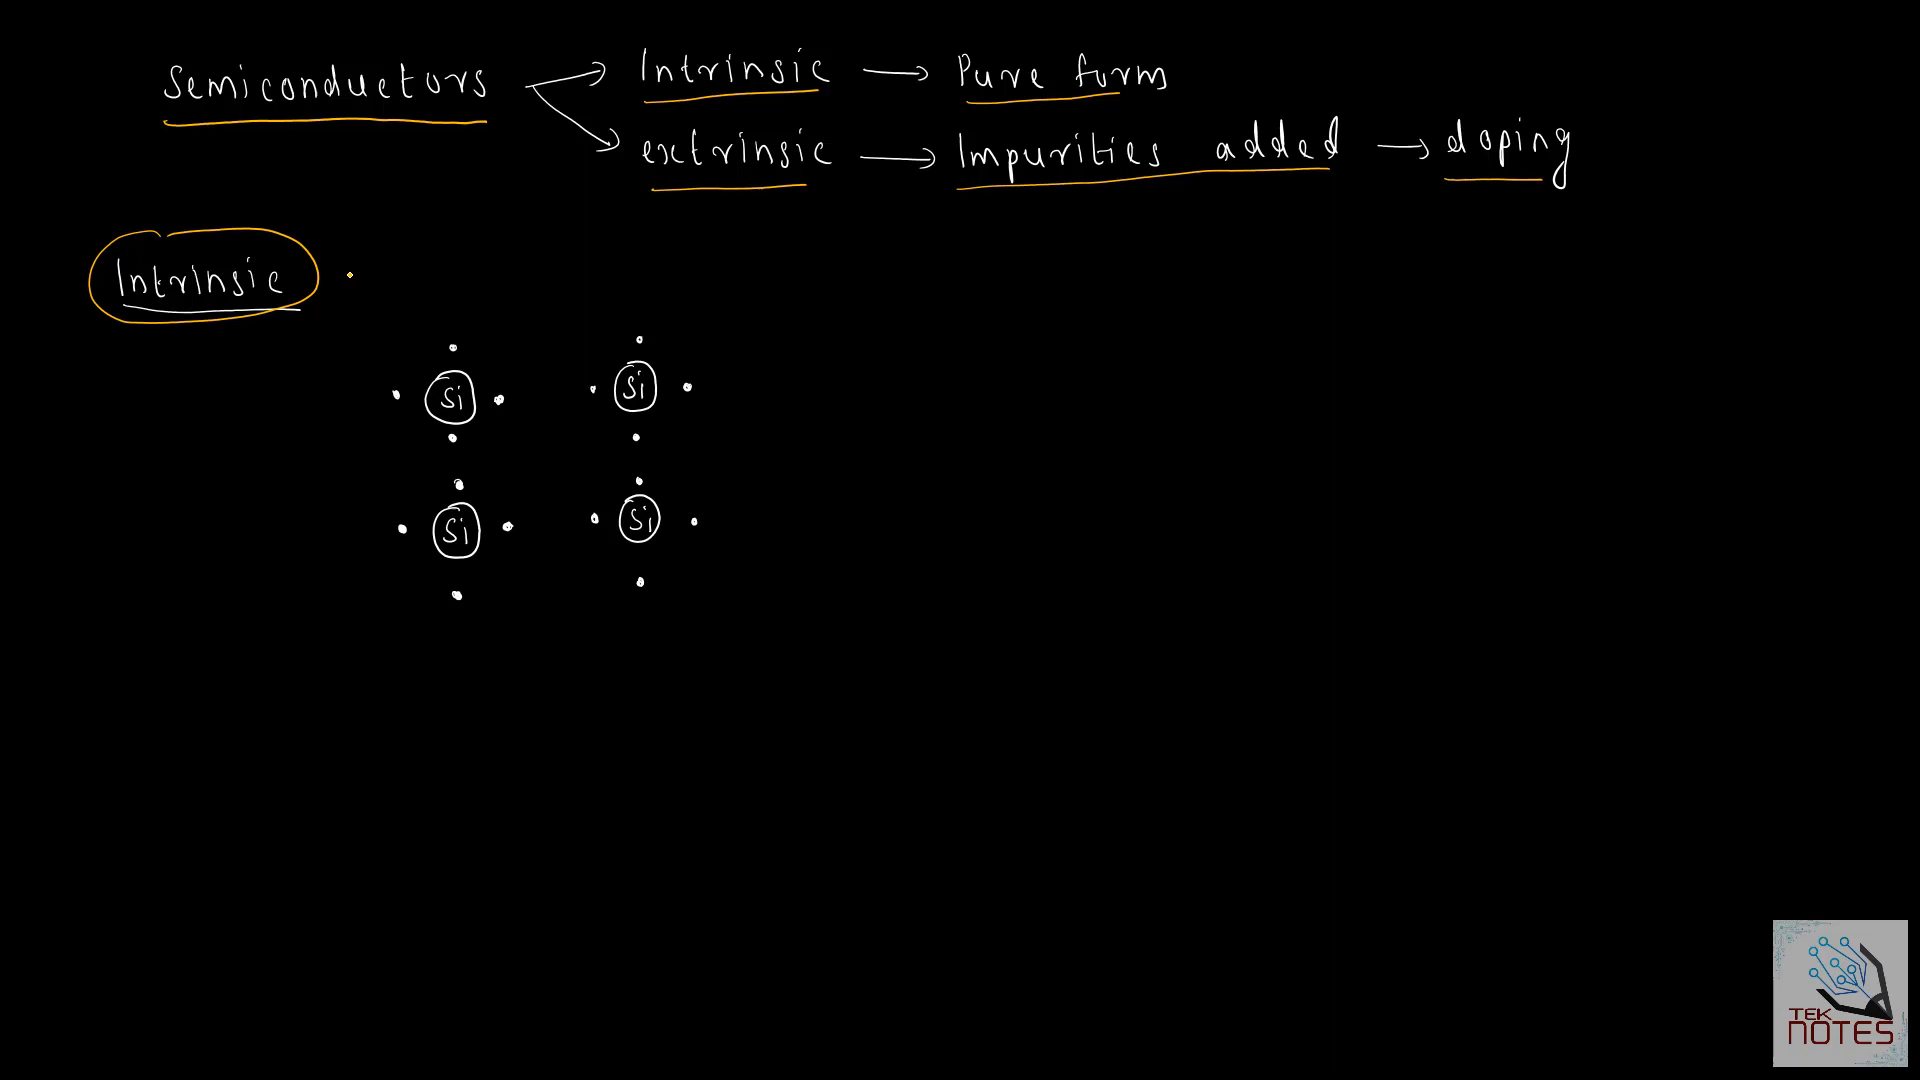 Semiconductors → Intrinsic → Pure form
extrinsic → Impurities added → doping
Intrinsic
Si Si
Si Si
TEK
NOTES